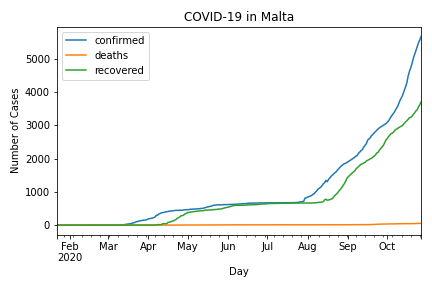 COVID-19 in Malta
confirmed
deaths
recovered
Number of Cases
5000
4000
3000
2000
1000
0
Feb Mar Apr May Jun Jul Aug Sep Oct
2020
Day